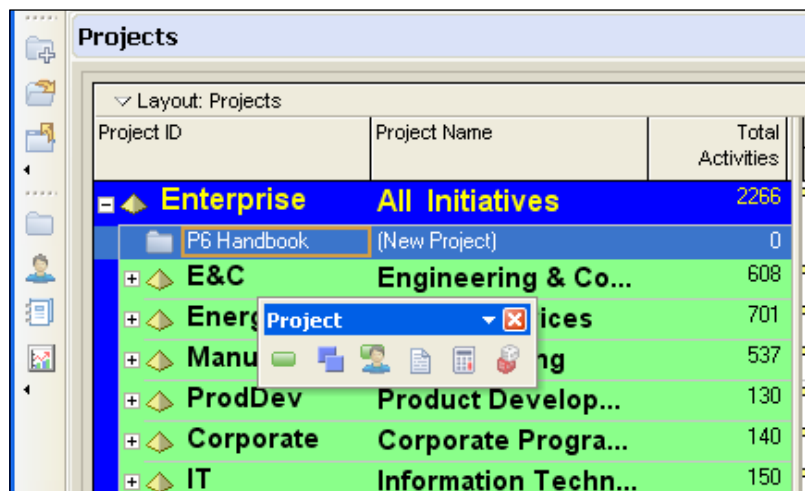 Projects
Layout: Projects
Project ID Project Name Total Activities
Enterprise All Initiatives 2266
P6 Handbook (New Project) 0
E&C Engineering & Co... 608
Energ ices 701
Project
Manu ng 537
ProdDev Product Develop... 130
Corporate Corporate Progra... 140
IT Information Techn... 150